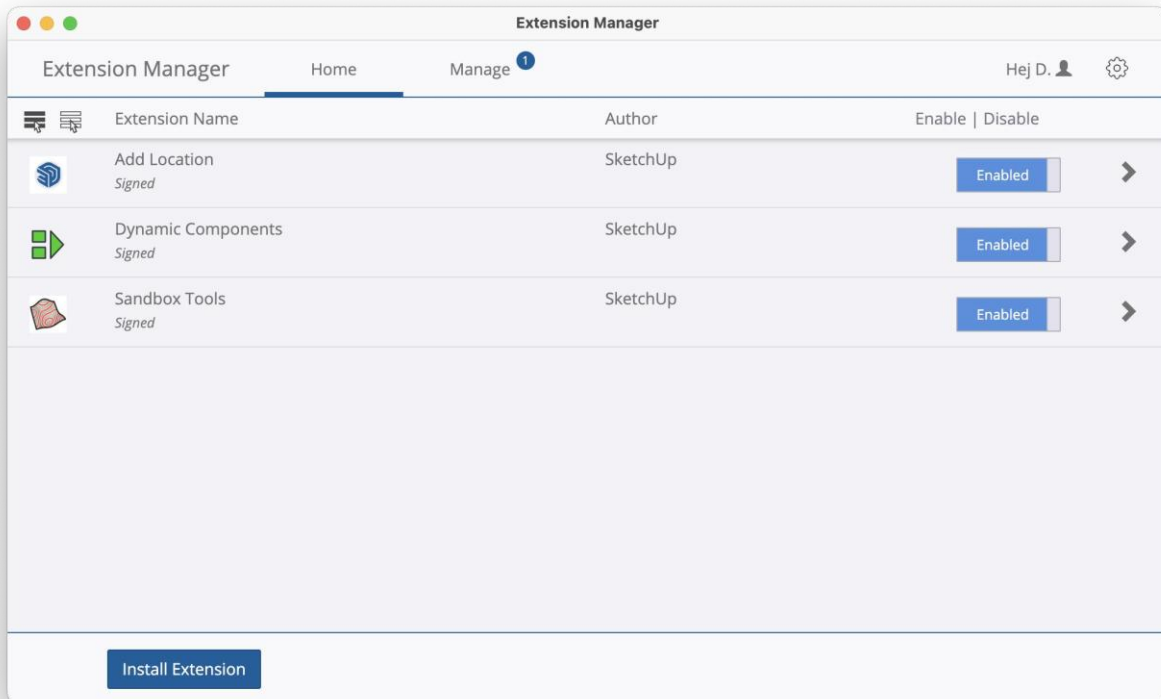 Extension Manager
Extension Manager Home Manage 1 Hej D.
Extension Name Author Enable | Disable
Add Location SketchUp
Signed
Enabled
Dynamic Components SketchUp
Signed
Enabled
Sandbox Tools SketchUp
Signed
Enabled
Install Extension